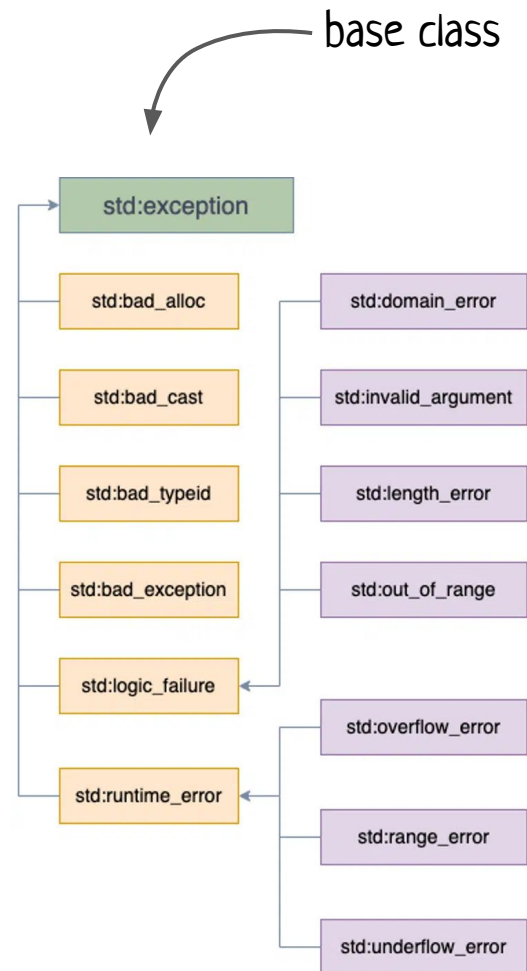 base class
std:exception
std:bad_alloc
std:bad_cast
std:bad_typeid
std:bad_exception
std:logic_failure
std:runtime_error
std:domain_error
std:invalid_argument
std:length_error
std:out_of_range
std:overflow_error
std:range_error
std:underflow_error